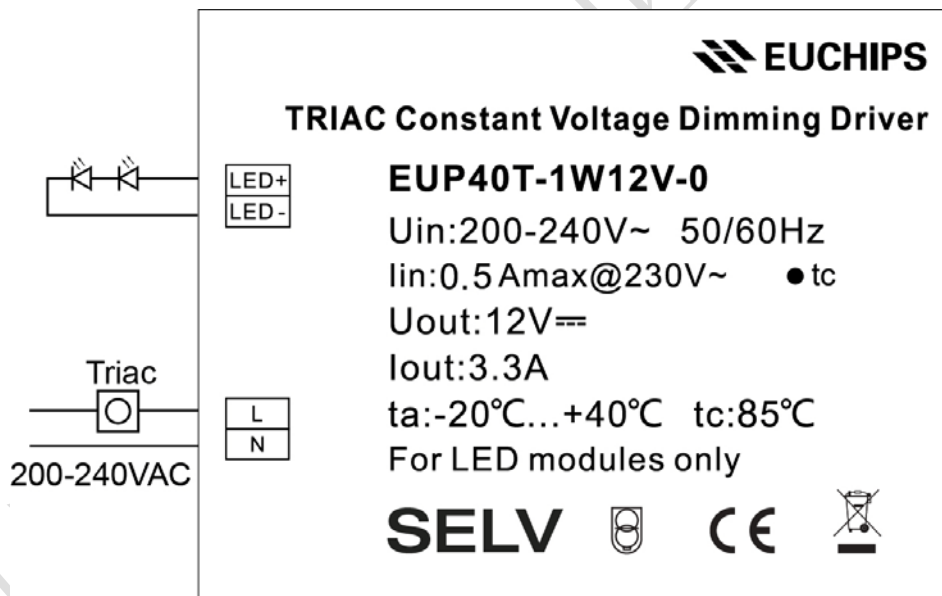 EUCHIPS
TRIAC Constant Voltage Dimming Driver
LED+
LED-
EUP40T-1W12V-0
Uin:200-240V~ 50/60Hz
Iin:0.5Amax@230V~ ●tc
Uout:12V⎓
Iout:3.3A
Triac
L
N
200-240VAC
ta:-20℃...+40℃ tc:85℃
For LED modules only
SELV CE